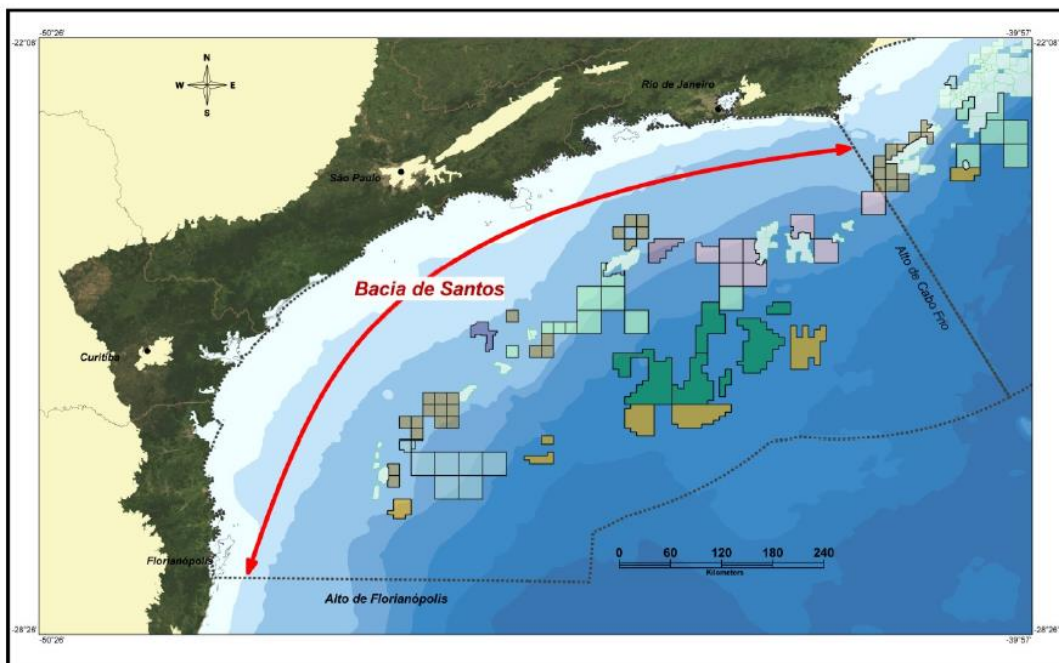 -50°26'
-39°57'
-22°08'
-22°08'
N
W E
S
Rio de Janeiro
São Paulo
Bacia de Santos
Alto de Cabo Frio
Curitiba
0 60 120 180 240
Kilometers
Florianópolis
Alto de Florianópolis
-28°26'
-28°26'
-50°26'
-39°57'